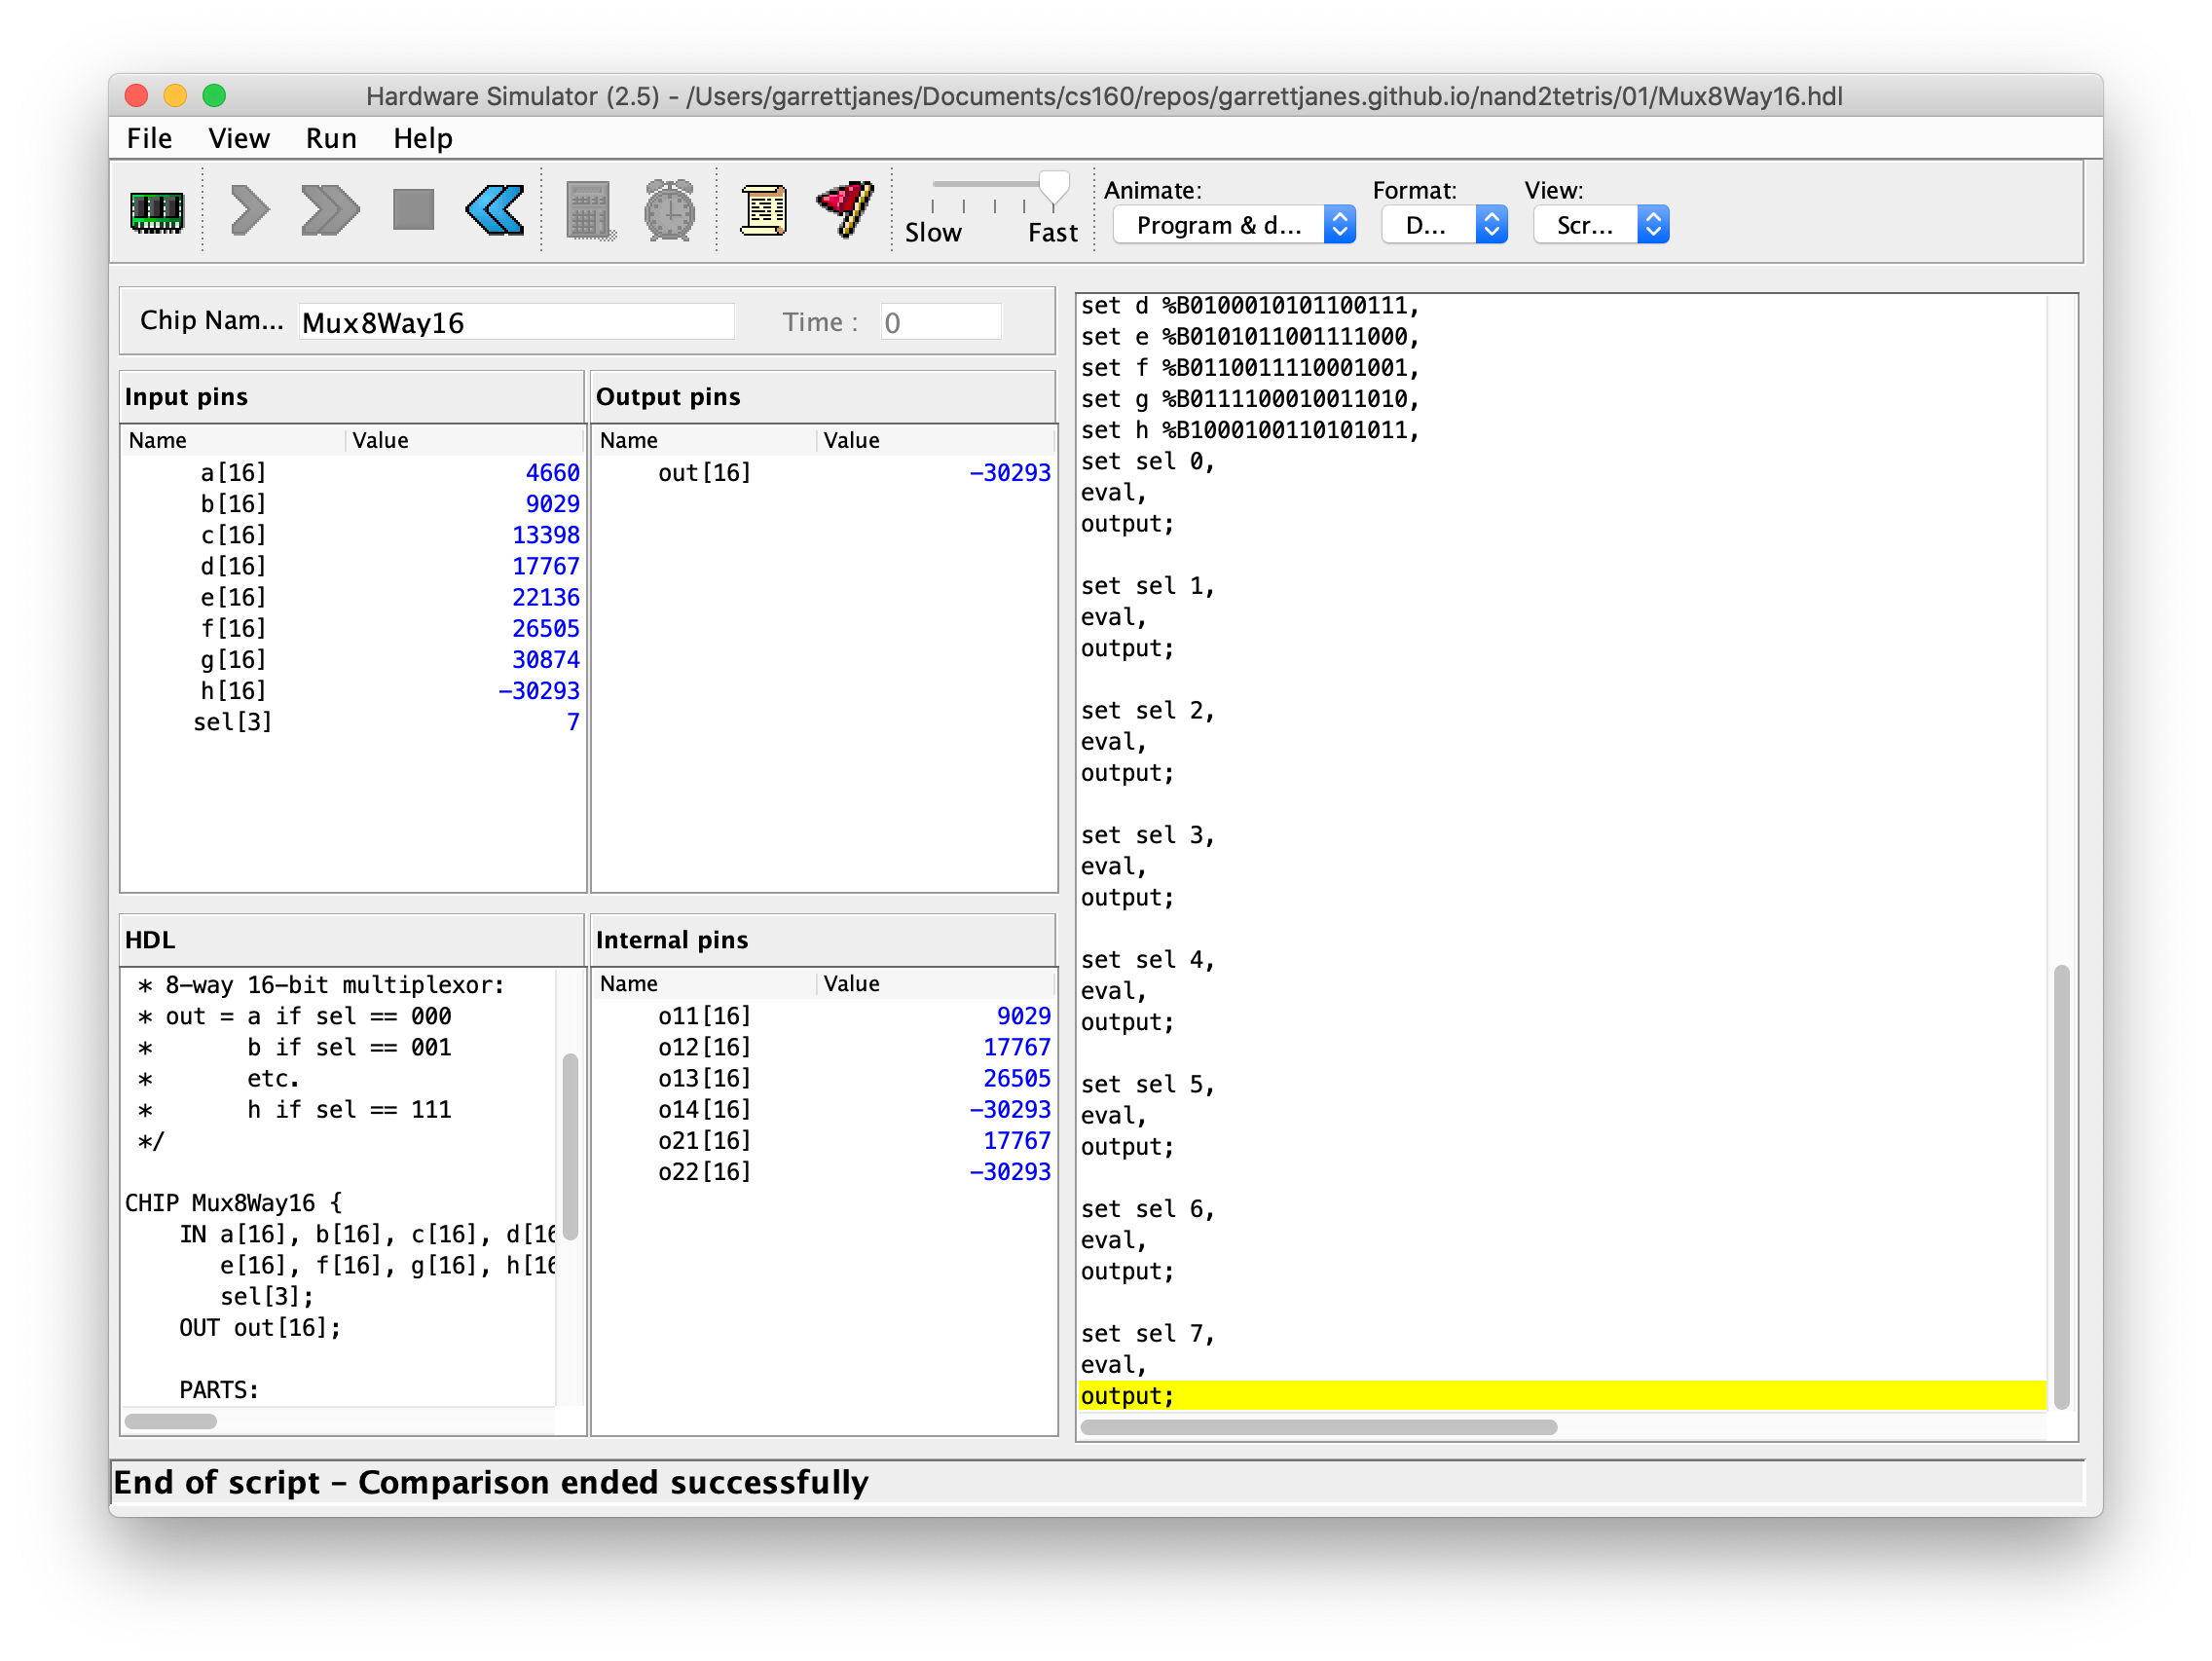 Hardware Simulator (2.5) - /Users/garrettjanes/Documents/cs160/repos/garrettjanes.github.io/nand2tetris/01/Mux8Way16.hdl
File View Run Help
Slow Fast
Animate: Format: View:
Program & d... D... Scr...
Chip Nam... Mux8Way16 Time : 0
Input pins
Name Value
a[16] 4660
b[16] 9029
c[16] 13398
d[16] 17767
e[16] 22136
f[16] 26505
g[16] 30874
h[16] -30293
sel[3] 7
Output pins
Name Value
out[16] -30293
HDL
* 8-way 16-bit multiplexor:
* out = a if sel == 000
*       b if sel == 001
*       etc.
*       h if sel == 111
*/
CHIP Mux8Way16 {
IN a[16], b[16], c[16], d[16
e[16], f[16], g[16], h[16
sel[3];
OUT out[16];
PARTS:
Internal pins
Name Value
o11[16] 9029
o12[16] 17767
o13[16] 26505
o14[16] -30293
o21[16] 17767
o22[16] -30293
set d %B0100010101100111,
set e %B0101011001111000,
set f %B0110011110001001,
set g %B0111100010011010,
set h %B1000100110101011,
set sel 0,
eval,
output;
set sel 1,
eval,
output;
set sel 2,
eval,
output;
set sel 3,
eval,
output;
set sel 4,
eval,
output;
set sel 5,
eval,
output;
set sel 6,
eval,
output;
set sel 7,
eval,
output;
End of script - Comparison ended successfully